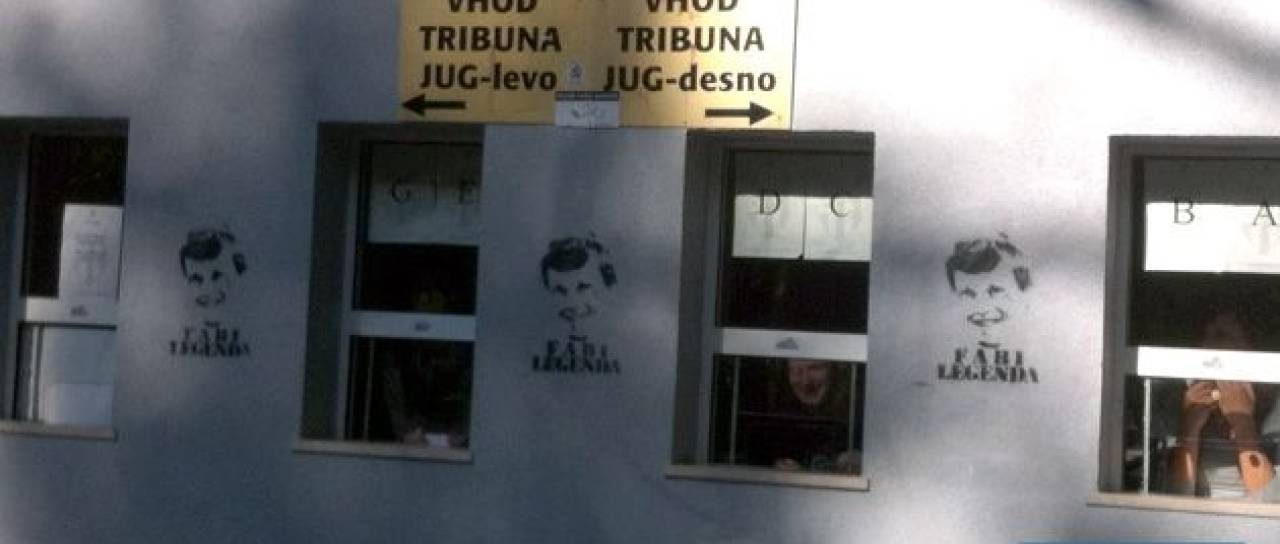 VHOD
TRIBUNA
JUG-levo
VHOD
TRIBUNA
JUG-desno
G E
D C
B A
FABI
LEGENDA
FABI
LEGENDA
FABI
LEGENDA